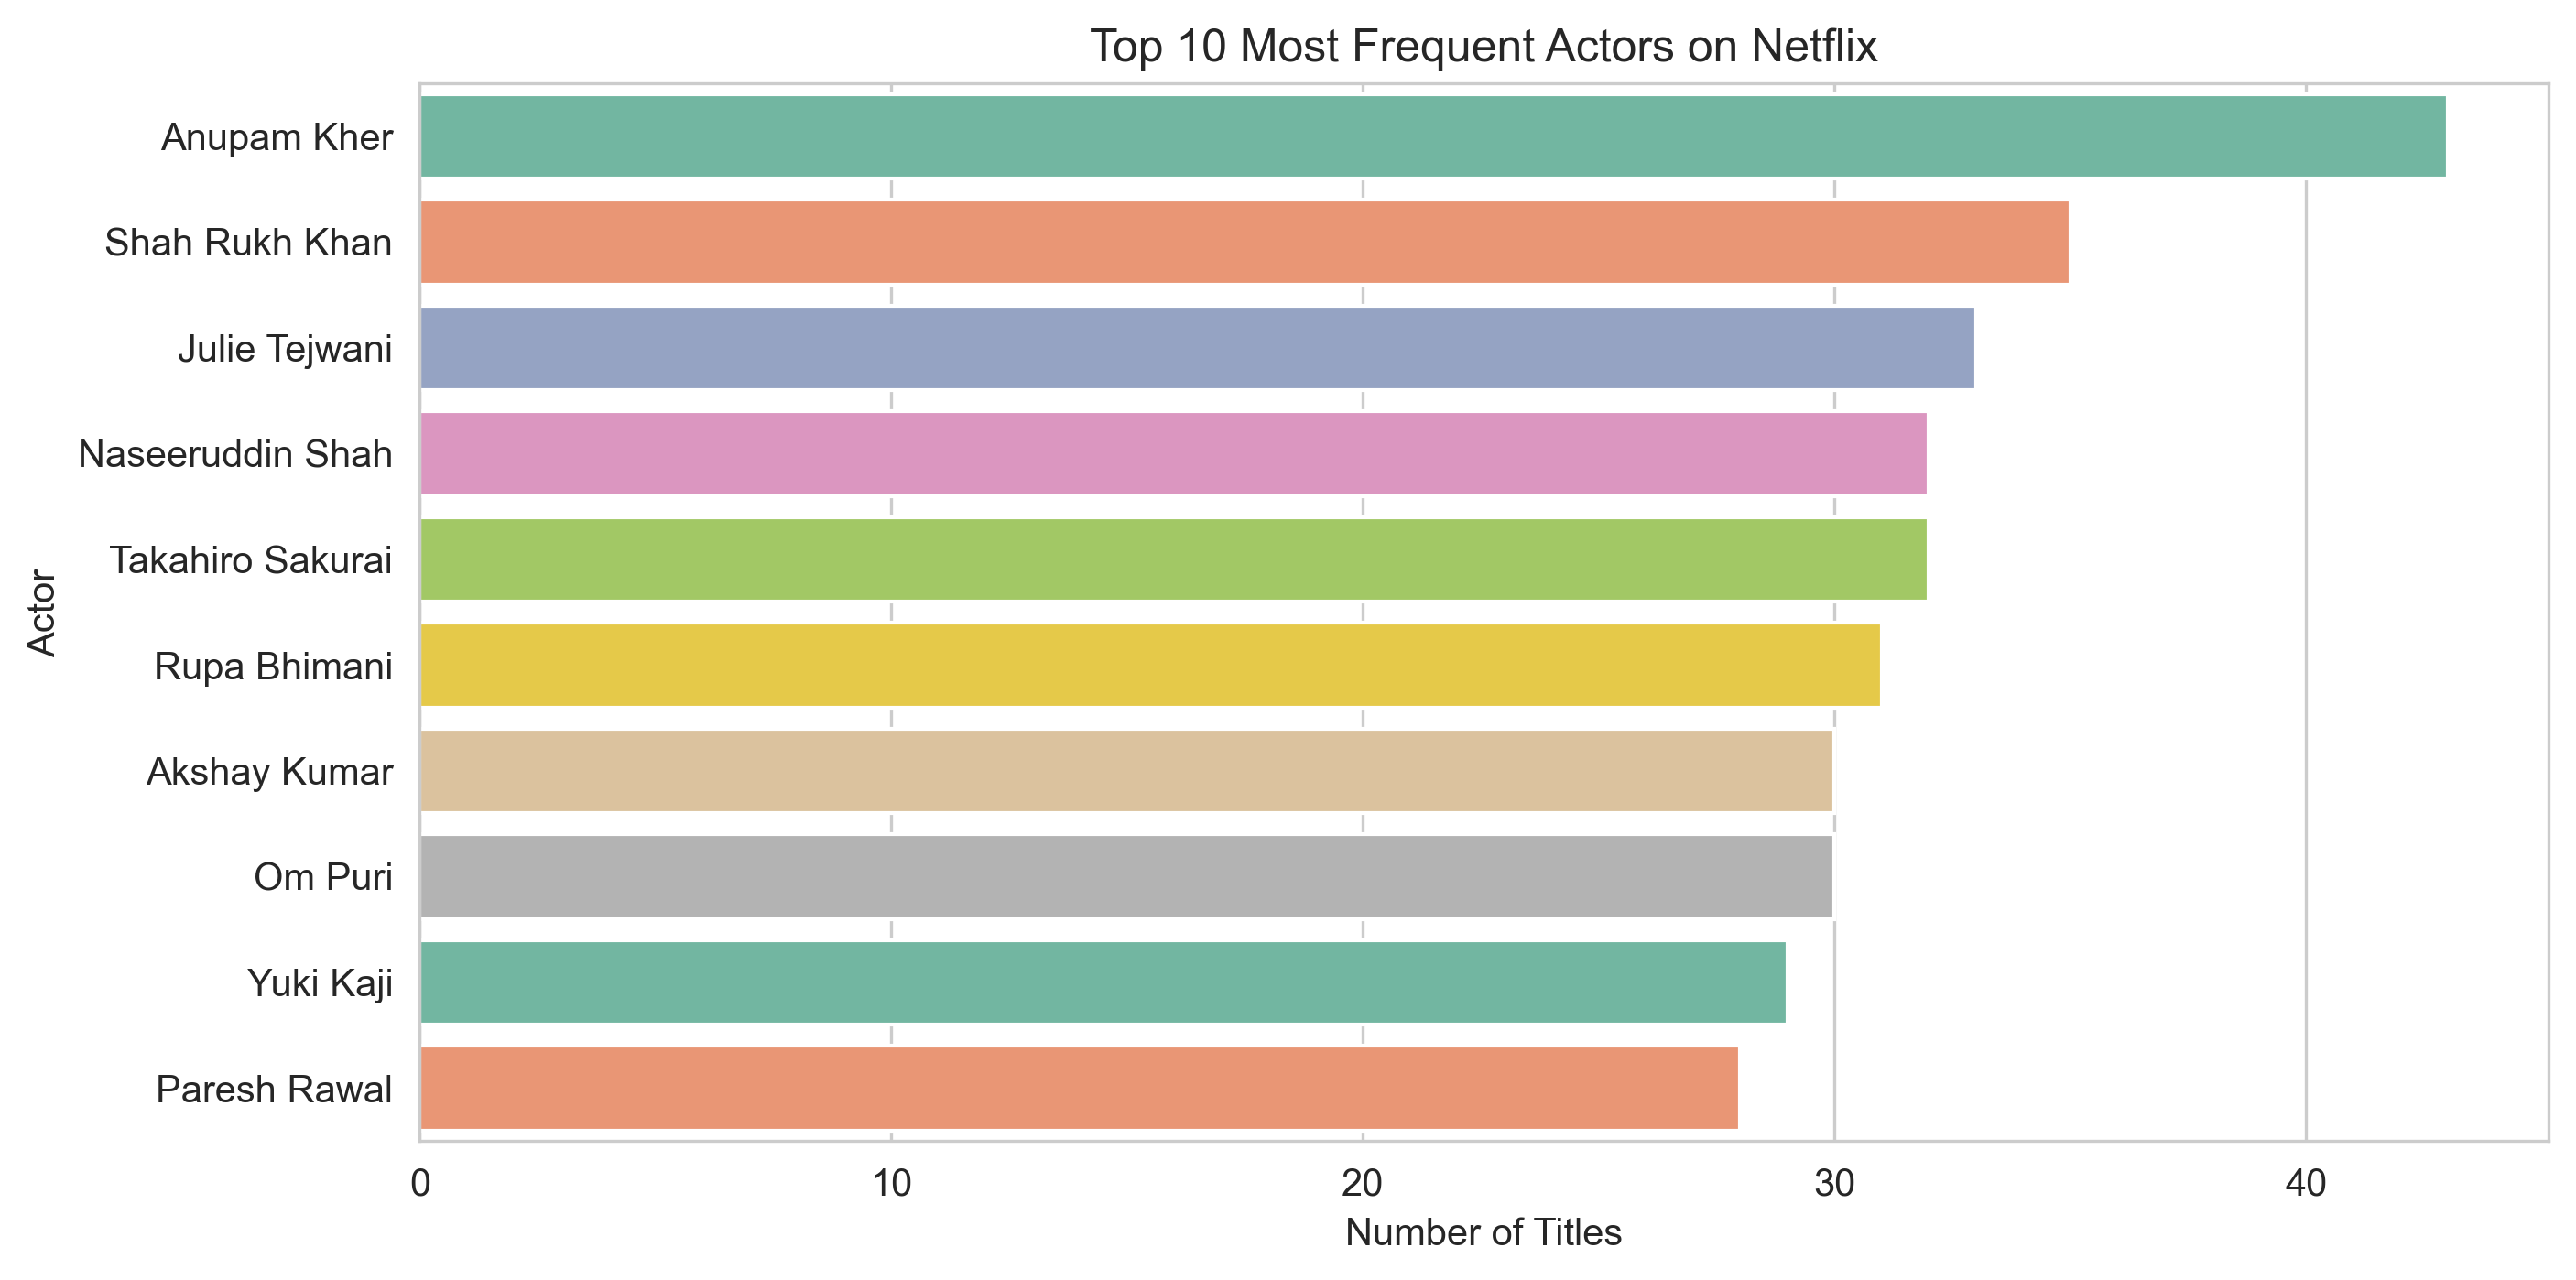 Top 10 Most Frequent Actors on Netflix
Anupam Kher
Shah Rukh Khan
Julie Tejwani
Naseeruddin Shah
Takahiro Sakurai
Rupa Bhimani
Akshay Kumar
Om Puri
Yuki Kaji
Paresh Rawal
Actor
0 10 20 30 40
Number of Titles